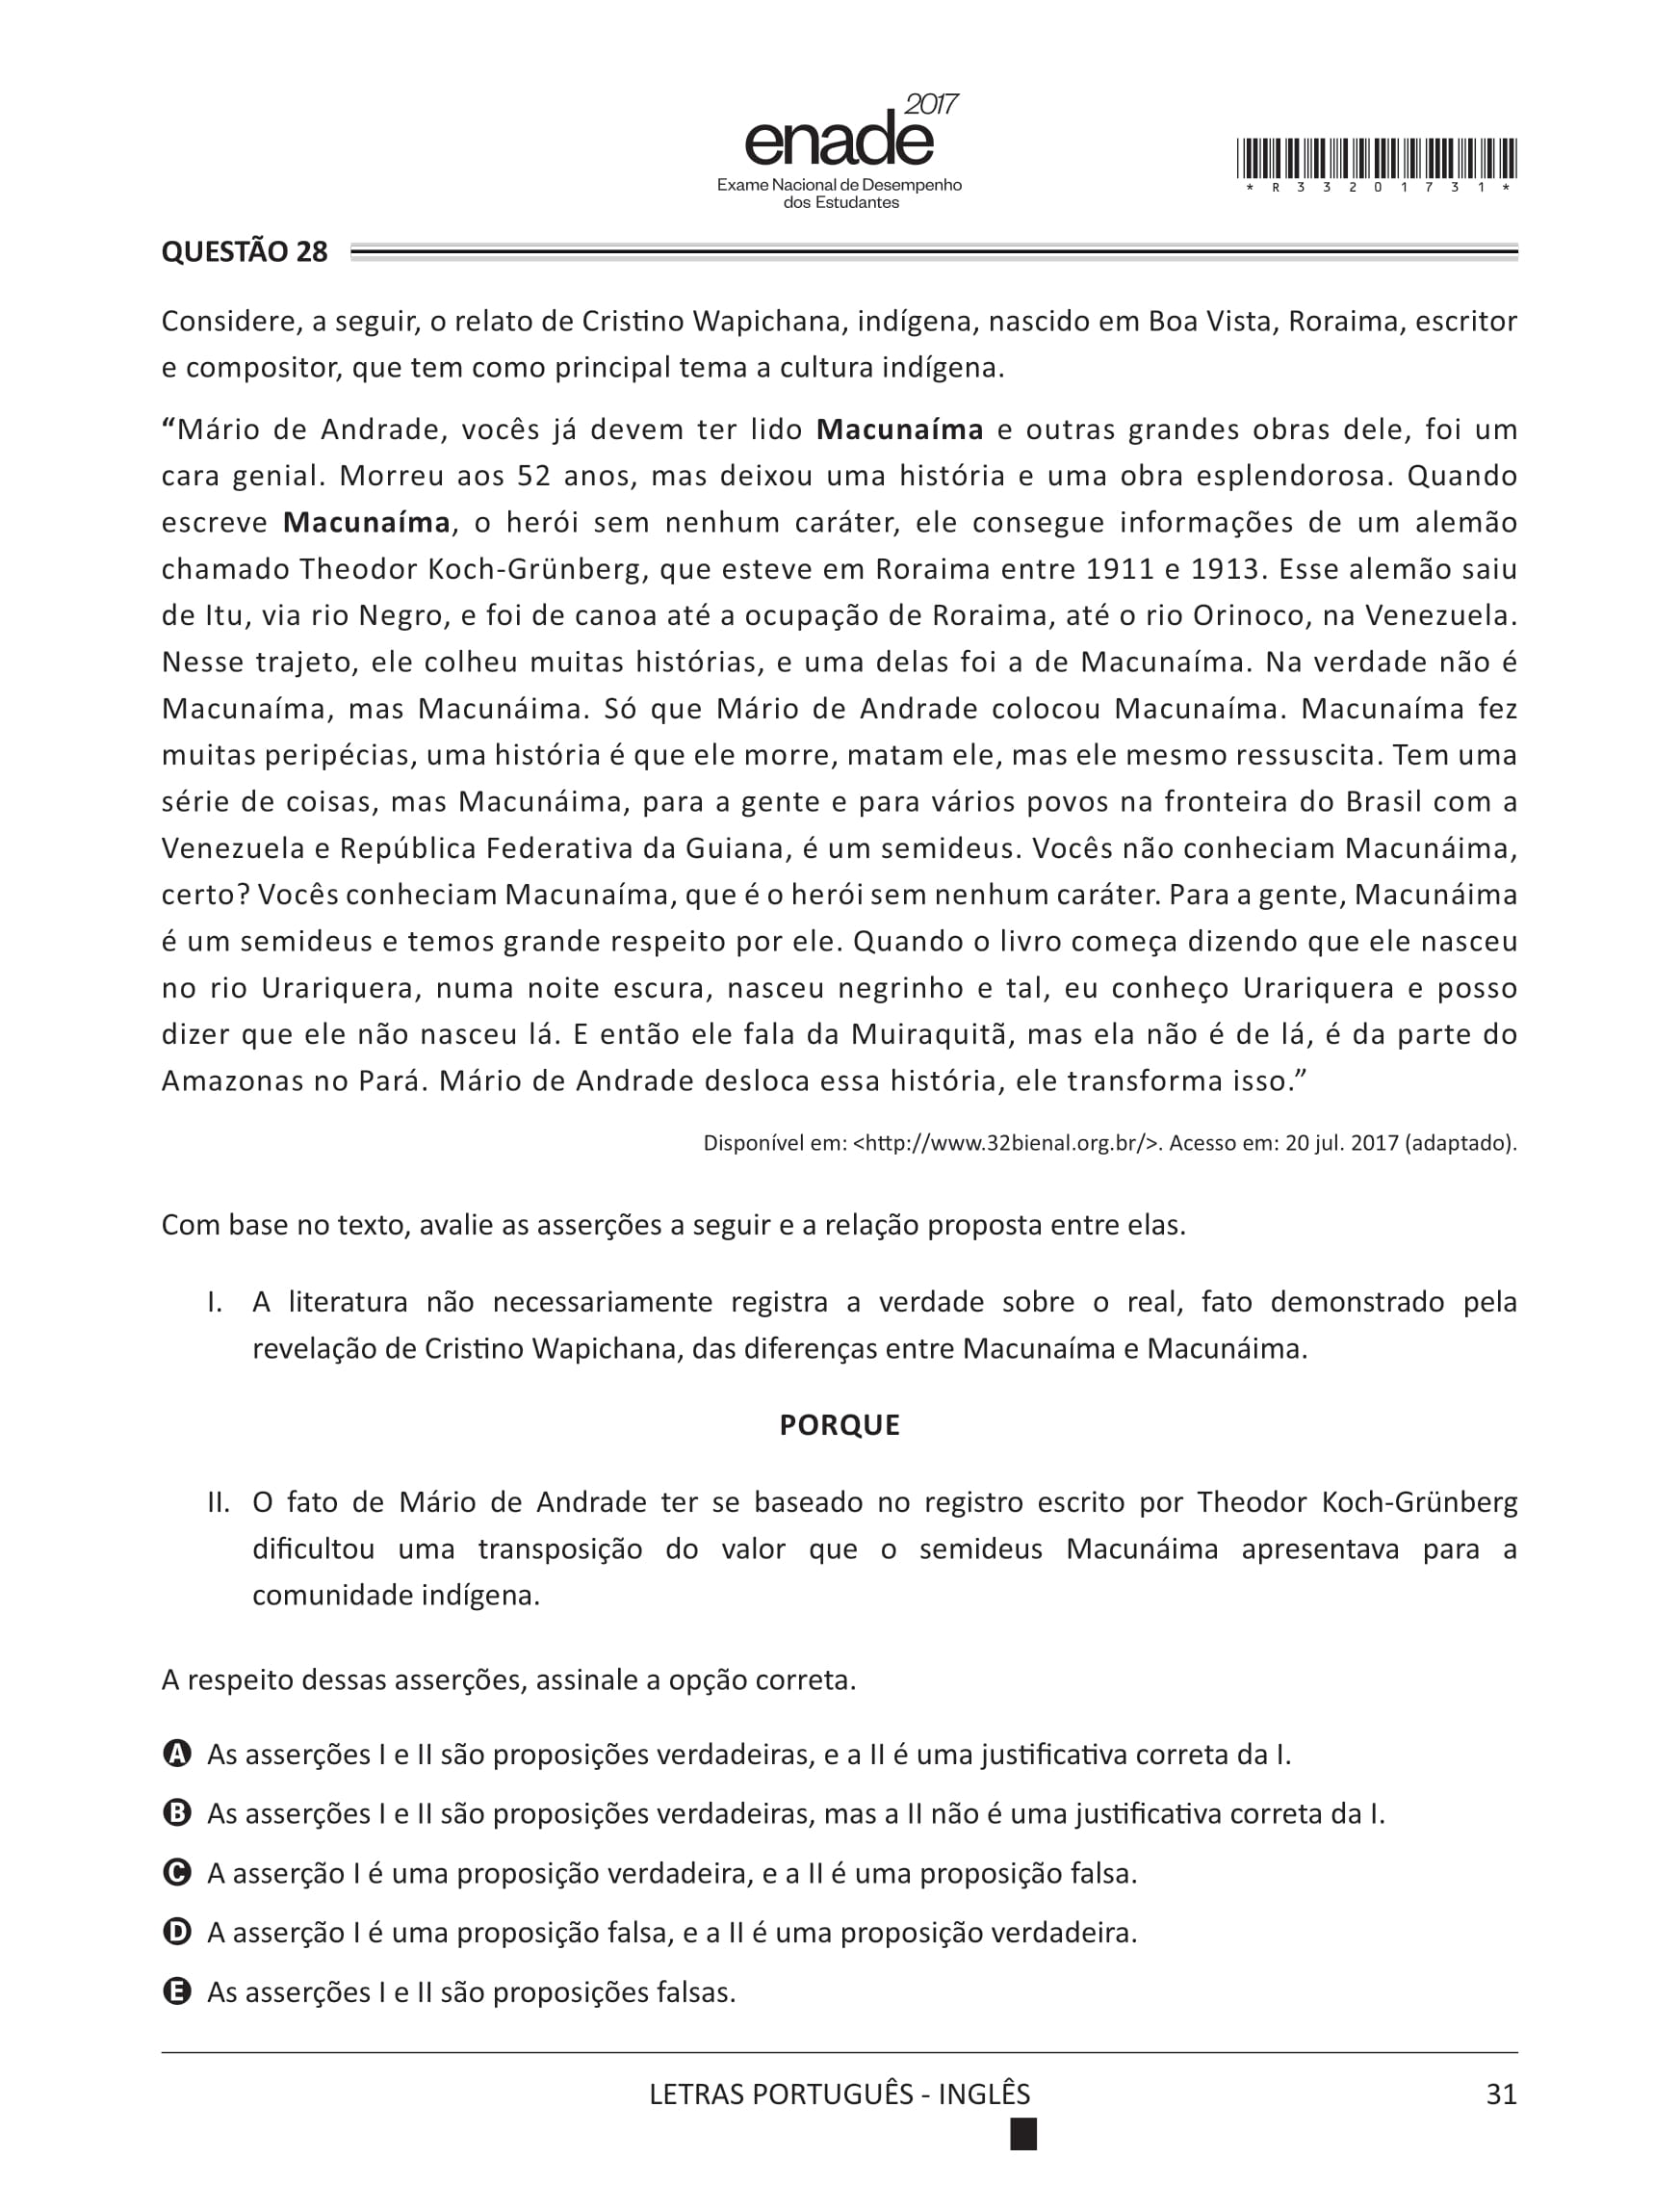 2017
enade
Exame Nacional de Desempenho
dos Estudantes
* R 3 3 2 0 1 7 3 1 *
QUESTÃO 28
Considere, a seguir, o relato de Cristino Wapichana, indígena, nascido em Boa Vista, Roraima, escritor
e compositor, que tem como principal tema a cultura indígena.
“Mário de Andrade, vocês já devem ter lido Macunaíma e outras grandes obras dele, foi um
cara genial. Morreu aos 52 anos, mas deixou uma história e uma obra esplendorosa. Quando
escreve Macunaíma, o herói sem nenhum caráter, ele consegue informações de um alemão
chamado Theodor Koch-Grünberg, que esteve em Roraima entre 1911 e 1913. Esse alemão saiu
de Itu, via rio Negro, e foi de canoa até a ocupação de Roraima, até o rio Orinoco, na Venezuela.
Nesse trajeto, ele colheu muitas histórias, e uma delas foi a de Macunaíma. Na verdade não é
Macunaíma, mas Macunáima. Só que Mário de Andrade colocou Macunaíma. Macunaíma fez
muitas peripécias, uma história é que ele morre, matam ele, mas ele mesmo ressuscita. Tem uma
série de coisas, mas Macunáima, para a gente e para vários povos na fronteira do Brasil com a
Venezuela e República Federativa da Guiana, é um semideus. Vocês não conheciam Macunáima,
certo? Vocês conheciam Macunaíma, que é o herói sem nenhum caráter. Para a gente, Macunáima
é um semideus e temos grande respeito por ele. Quando o livro começa dizendo que ele nasceu
no rio Urariquera, numa noite escura, nasceu negrinho e tal, eu conheço Urariquera e posso
dizer que ele não nasceu lá. E então ele fala da Muiraquitã, mas ela não é de lá, é da parte do
Amazonas no Pará. Mário de Andrade desloca essa história, ele transforma isso.”
Disponível em: <http://www.32bienal.org.br/>. Acesso em: 20 jul. 2017 (adaptado).
Com base no texto, avalie as asserções a seguir e a relação proposta entre elas.
I. A literatura não necessariamente registra a verdade sobre o real, fato demonstrado pela
revelação de Cristino Wapichana, das diferenças entre Macunaíma e Macunáima.
PORQUE
II. O fato de Mário de Andrade ter se baseado no registro escrito por Theodor Koch-Grünberg
dificultou uma transposição do valor que o semideus Macunáima apresentava para a
comunidade indígena.
A respeito dessas asserções, assinale a opção correta.
A As asserções I e II são proposições verdadeiras, e a II é uma justificativa correta da I.
B As asserções I e II são proposições verdadeiras, mas a II não é uma justificativa correta da I.
C A asserção I é uma proposição verdadeira, e a II é uma proposição falsa.
D A asserção I é uma proposição falsa, e a II é uma proposição verdadeira.
E As asserções I e II são proposições falsas.
LETRAS PORTUGUÊS - INGLÊS 31